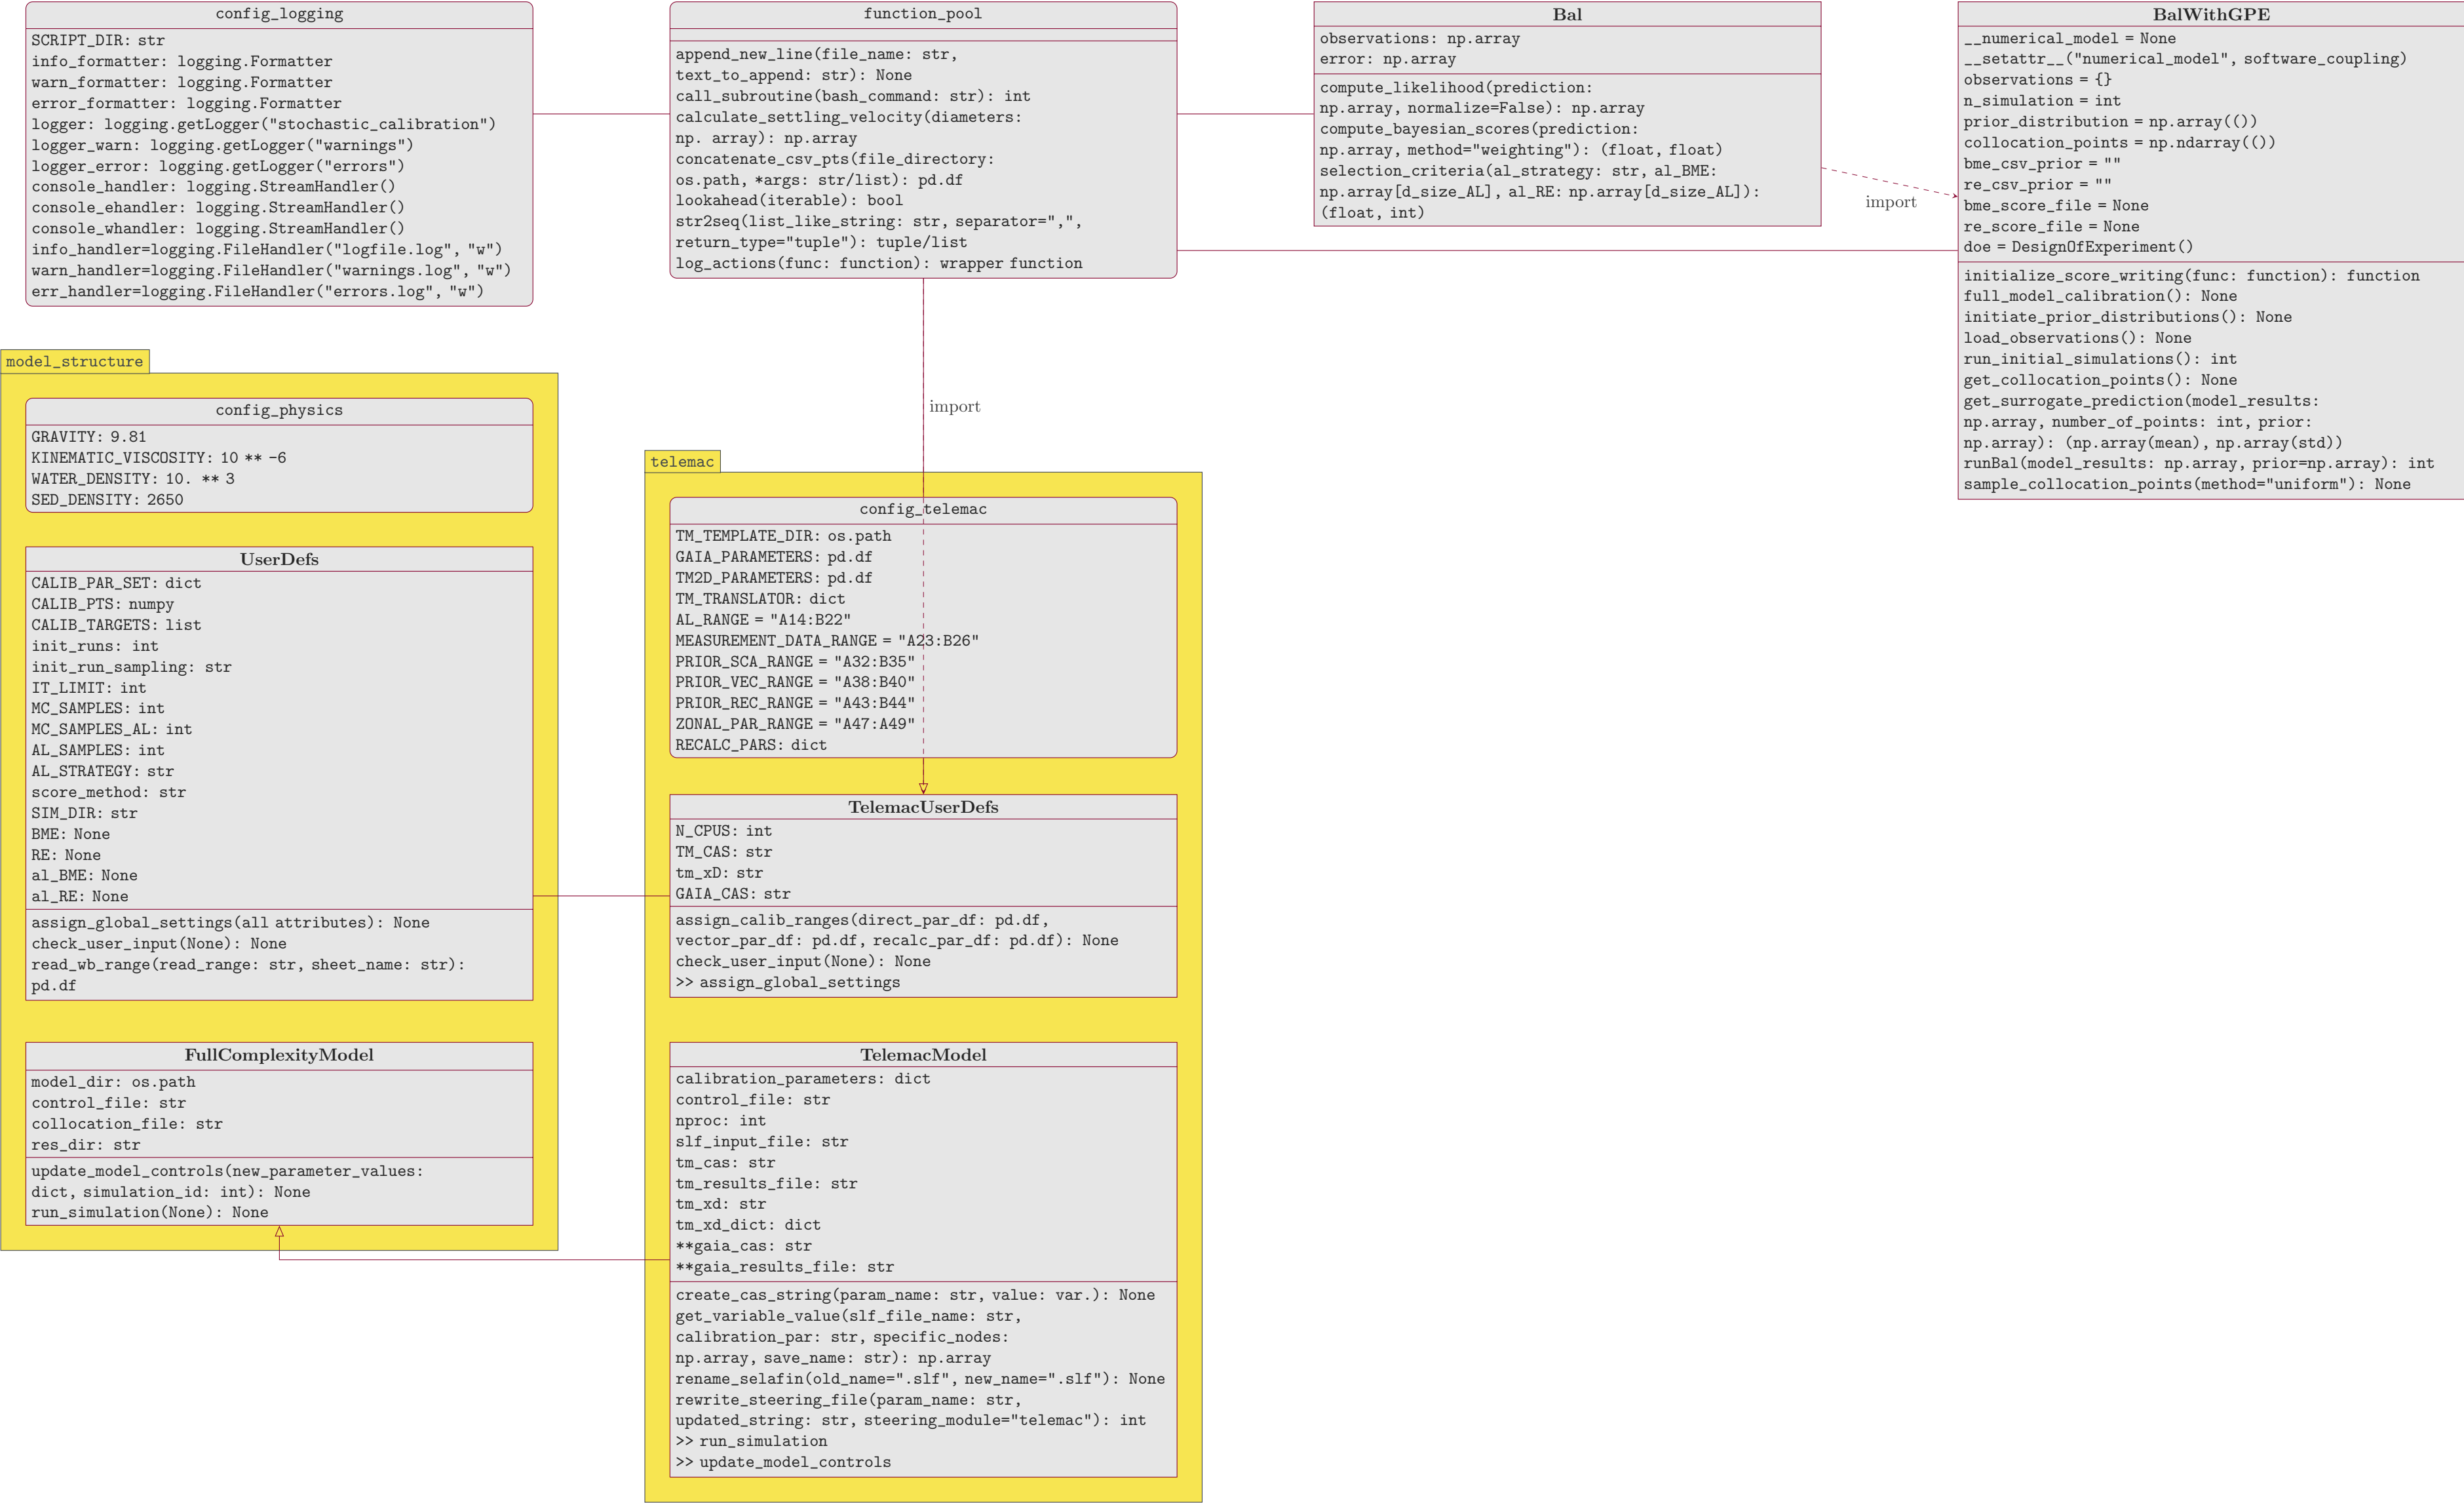 config_logging
SCRIPT_DIR: str
info_formatter: logging.Formatter
warn_formatter: logging.Formatter
error_formatter: logging.Formatter
logger: logging.getLogger("stochastic_calibration")
logger_warn: logging.getLogger("warnings")
logger_error: logging.getLogger("errors")
console_handler: logging.StreamHandler()
console_ehandler: logging.StreamHandler()
console_whandler: logging.StreamHandler()
info_handler=logging.FileHandler("logfile.log", "w")
warn_handler=logging.FileHandler("warnings.log", "w")
err_handler=logging.FileHandler("errors.log", "w")
function_pool
append_new_line(file_name: str,
text_to_append: str): None
call_subroutine(bash_command: str): int
calculate_settling_velocity(diameters:
np. array): np.array
concatenate_csv_pts(file_directory:
os.path, *args: str/list): pd.df
lookahead(iterable): bool
str2seq(list_like_string: str, separator=",",
return_type="tuple"): tuple/list
log_actions(func: function): wrapper function
Bal
observations: np.array
error: np.array
compute_likelihood(prediction:
np.array, normalize=False): np.array
compute_bayesian_scores(prediction:
np.array, method="weighting"): (float, float)
selection_criteria(al_strategy: str, al_BME:
np.array[d_size_AL], al_RE: np.array[d_size_AL]):
(float, int)
import
BalWithGPE
__numerical_model = None
__setattr__("numerical_model", software_coupling)
observations = {}
n_simulation = int
prior_distribution = np.array(())
collocation_points = np.ndarray(())
bme_csv_prior = ""
re_csv_prior = ""
bme_score_file = None
re_score_file = None
doe = DesignOfExperiment()
initialize_score_writing(func: function): function
full_model_calibration(): None
initiate_prior_distributions(): None
load_observations(): None
run_initial_simulations(): int
get_collocation_points(): None
get_surrogate_prediction(model_results:
np.array, number_of_points: int, prior:
np.array): (np.array(mean), np.array(std))
runBal(model_results: np.array, prior=np.array): int
sample_collocation_points(method="uniform"): None
model_structure
config_physics
GRAVITY: 9.81
KINEMATIC_VISCOSITY: 10 ** -6
WATER_DENSITY: 10. ** 3
SED_DENSITY: 2650
UserDefs
CALIB_PAR_SET: dict
CALIB_PTS: numpy
CALIB_TARGETS: list
init_runs: int
init_run_sampling: str
IT_LIMIT: int
MC_SAMPLES: int
MC_SAMPLES_AL: int
AL_SAMPLES: int
AL_STRATEGY: str
score_method: str
SIM_DIR: str
BME: None
RE: None
al_BME: None
al_RE: None
assign_global_settings(all attributes): None
check_user_input(None): None
read_wb_range(read_range: str, sheet_name: str):
pd.df
FullComplexityModel
model_dir: os.path
control_file: str
collocation_file: str
res_dir: str
update_model_controls(new_parameter_values:
dict, simulation_id: int): None
run_simulation(None): None
import
telemac
config_telemac
TM_TEMPLATE_DIR: os.path
GAIA_PARAMETERS: pd.df
TM2D_PARAMETERS: pd.df
TM_TRANSLATOR: dict
AL_RANGE = "A14:B22"
MEASUREMENT_DATA_RANGE = "A23:B26"
PRIOR_SCA_RANGE = "A32:B35"
PRIOR_VEC_RANGE = "A38:B40"
PRIOR_REC_RANGE = "A43:B44"
ZONAL_PAR_RANGE = "A47:A49"
RECALC_PARS: dict
TelemacUserDefs
N_CPUS: int
TM_CAS: str
tm_xD: str
GAIA_CAS: str
assign_calib_ranges(direct_par_df: pd.df,
vector_par_df: pd.df, recalc_par_df: pd.df): None
check_user_input(None): None
>> assign_global_settings
TelemacModel
calibration_parameters: dict
control_file: str
nproc: int
slf_input_file: str
tm_cas: str
tm_results_file: str
tm_xd: str
tm_xd_dict: dict
**gaia_cas: str
**gaia_results_file: str
create_cas_string(param_name: str, value: var.): None
get_variable_value(slf_file_name: str,
calibration_par: str, specific_nodes:
np.array, save_name: str): np.array
rename_selafin(old_name=".slf", new_name=".slf"): None
rewrite_steering_file(param_name: str,
updated_string: str, steering_module="telemac"): int
>> run_simulation
>> update_model_controls